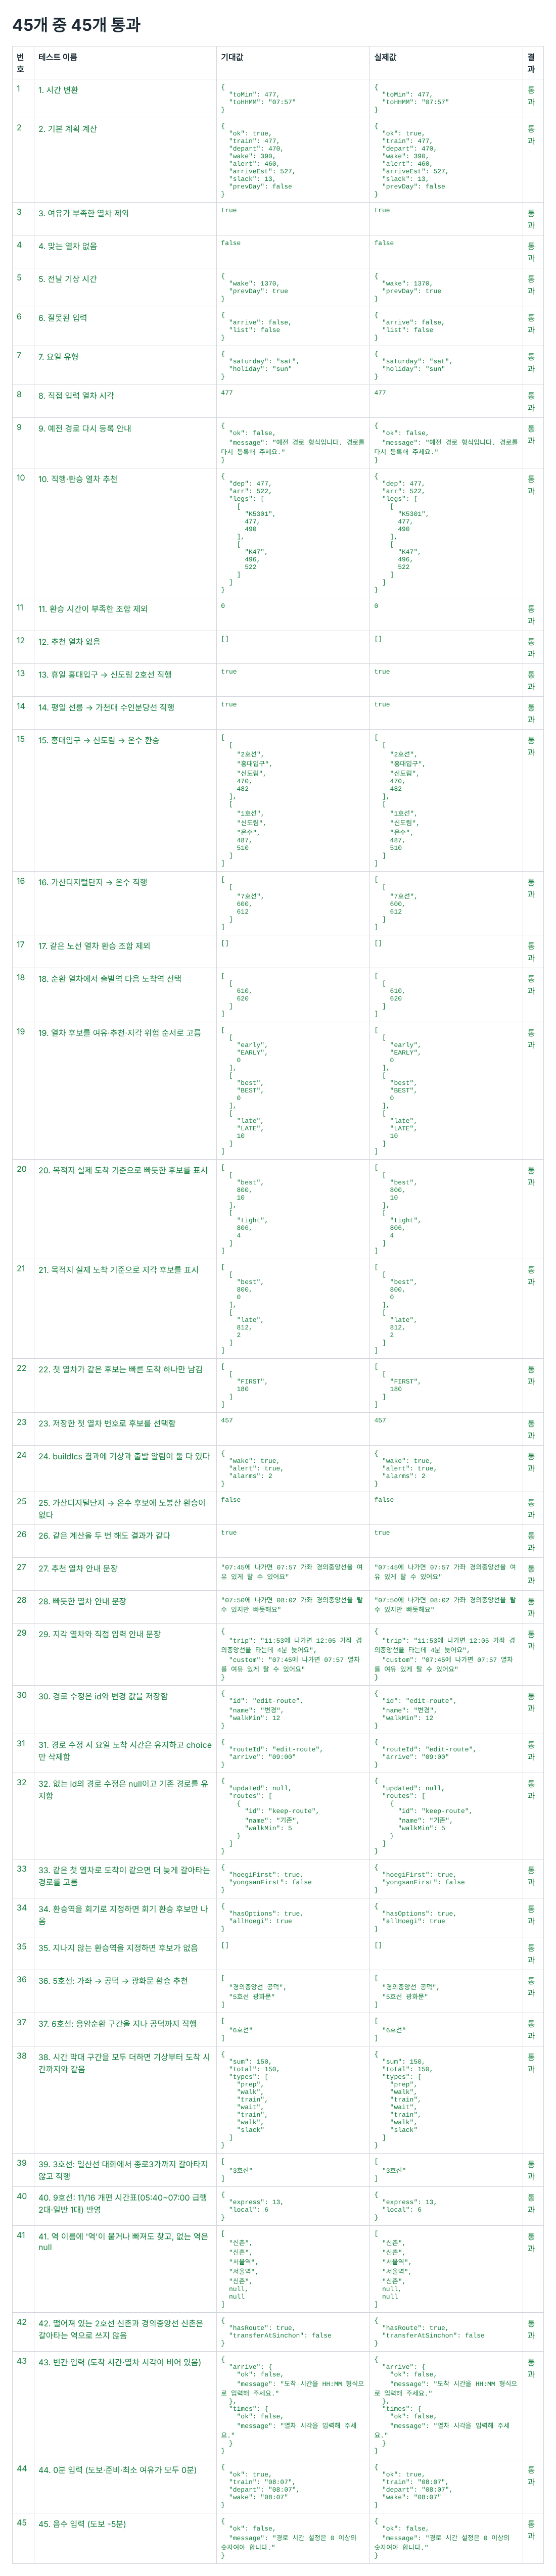 45개 중 45개 통과
번호
테스트 이름
기대값
실제값
결과
1
1. 시간 변환
{
"toMin": 477,
"toHHMM": "07:57"
}
{
"toMin": 477,
"toHHMM": "07:57"
}
통과
2
2. 기본 계획 계산
{
"ok": true,
"train": 477,
"depart": 470,
"wake": 390,
"alert": 460,
"arriveEst": 527,
"slack": 13,
"prevDay": false
}
{
"ok": true,
"train": 477,
"depart": 470,
"wake": 390,
"alert": 460,
"arriveEst": 527,
"slack": 13,
"prevDay": false
}
통과
3
3. 여유가 부족한 열차 제외
true
true
통과
4
4. 맞는 열차 없음
false
false
통과
5
5. 전날 기상 시간
{
"wake": 1370,
"prevDay": true
}
{
"wake": 1370,
"prevDay": true
}
통과
6
6. 잘못된 입력
{
"arrive": false,
"list": false
}
{
"arrive": false,
"list": false
}
통과
7
7. 요일 유형
{
"saturday": "sat",
"holiday": "sun"
}
{
"saturday": "sat",
"holiday": "sun"
}
통과
8
8. 직접 입력 열차 시각
477
477
통과
9
9. 예전 경로 다시 등록 안내
{
"ok": false,
"message": "예전 경로 형식입니다. 경로를
다시 등록해 주세요."
}
{
"ok": false,
"message": "예전 경로 형식입니다. 경로를
다시 등록해 주세요."
}
통과
10
10. 직행·환승 열차 추천
{
"dep": 477,
"arr": 522,
"legs": [
[
"K5301",
477,
490
],
[
"K47",
496,
522
]
]
}
{
"dep": 477,
"arr": 522,
"legs": [
[
"K5301",
477,
490
],
[
"K47",
496,
522
]
]
}
통과
11
11. 환승 시간이 부족한 조합 제외
0
0
통과
12
12. 추천 열차 없음
[]
[]
통과
13
13. 휴일 홍대입구 → 신도림 2호선 직행
true
true
통과
14
14. 평일 선릉 → 가천대 수인분당선 직행
true
true
통과
15
15. 홍대입구 → 신도림 → 온수 환승
[
[
"2호선",
"홍대입구",
"신도림",
470,
482
],
[
"1호선",
"신도림",
"온수",
487,
510
]
]
[
[
"2호선",
"홍대입구",
"신도림",
470,
482
],
[
"1호선",
"신도림",
"온수",
487,
510
]
]
통과
16
16. 가산디지털단지 → 온수 직행
[
[
"7호선",
600,
612
]
]
[
[
"7호선",
600,
612
]
]
통과
17
17. 같은 노선 열차 환승 조합 제외
[]
[]
통과
18
18. 순환 열차에서 출발역 다음 도착역 선택
[
[
610,
620
]
]
[
[
610,
620
]
]
통과
19
19. 열차 후보를 여유·추천·지각 위험 순서로 고름
[
[
"early",
"EARLY",
0
],
[
"best",
"BEST",
0
],
[
"late",
"LATE",
10
]
]
[
[
"early",
"EARLY",
0
],
[
"best",
"BEST",
0
],
[
"late",
"LATE",
10
]
]
통과
20
20. 목적지 실제 도착 기준으로 빠듯한 후보를 표시
[
[
"best",
800,
10
],
[
"tight",
806,
4
]
]
[
[
"best",
800,
10
],
[
"tight",
806,
4
]
]
통과
21
21. 목적지 실제 도착 기준으로 지각 후보를 표시
[
[
"best",
800,
0
],
[
"late",
812,
2
]
]
[
[
"best",
800,
0
],
[
"late",
812,
2
]
]
통과
22
22. 첫 열차가 같은 후보는 빠른 도착 하나만 남김
[
[
"FIRST",
180
]
]
[
[
"FIRST",
180
]
]
통과
23
23. 저장한 첫 열차 번호로 후보를 선택함
457
457
통과
24
24. buildIcs 결과에 기상과 출발 알림이 둘 다 있다
{
"wake": true,
"alert": true,
"alarms": 2
}
{
"wake": true,
"alert": true,
"alarms": 2
}
통과
25
25. 가산디지털단지 → 온수 후보에 도봉산 환승이
없다
false
false
통과
26
26. 같은 계산을 두 번 해도 결과가 같다
true
true
통과
27
27. 추천 열차 안내 문장
"07:45에 나가면 07:57 가좌 경의중앙선을 여
유 있게 탈 수 있어요"
"07:45에 나가면 07:57 가좌 경의중앙선을 여
유 있게 탈 수 있어요"
통과
28
28. 빠듯한 열차 안내 문장
"07:50에 나가면 08:02 가좌 경의중앙선을 탈
수 있지만 빠듯해요"
"07:50에 나가면 08:02 가좌 경의중앙선을 탈
수 있지만 빠듯해요"
통과
29
29. 지각 열차와 직접 입력 안내 문장
{
"trip": "11:53에 나가면 12:05 가좌 경
의중앙선을 타는데 4분 늦어요",
"custom": "07:45에 나가면 07:57 열차
를 여유 있게 탈 수 있어요"
}
{
"trip": "11:53에 나가면 12:05 가좌 경
의중앙선을 타는데 4분 늦어요",
"custom": "07:45에 나가면 07:57 열차
를 여유 있게 탈 수 있어요"
}
통과
30
30. 경로 수정은 id와 변경 값을 저장함
{
"id": "edit-route",
"name": "변경",
"walkMin": 12
}
{
"id": "edit-route",
"name": "변경",
"walkMin": 12
}
통과
31
31. 경로 수정 시 요일 도착 시간은 유지하고 choice
만 삭제함
{
"routeId": "edit-route",
"arrive": "09:00"
}
{
"routeId": "edit-route",
"arrive": "09:00"
}
통과
32
32. 없는 id의 경로 수정은 null이고 기존 경로를 유
지함
{
"updated": null,
"routes": [
{
"id": "keep-route",
"name": "기존",
"walkMin": 5
}
]
}
{
"updated": null,
"routes": [
{
"id": "keep-route",
"name": "기존",
"walkMin": 5
}
]
}
통과
33
33. 같은 첫 열차로 도착이 같으면 더 늦게 갈아타는
경로를 고름
{
"hoegiFirst": true,
"yongsanFirst": false
}
{
"hoegiFirst": true,
"yongsanFirst": false
}
통과
34
34. 환승역을 회기로 지정하면 회기 환승 후보만 나
옴
{
"hasOptions": true,
"allHoegi": true
}
{
"hasOptions": true,
"allHoegi": true
}
통과
35
35. 지나지 않는 환승역을 지정하면 후보가 없음
[]
[]
통과
36
36. 5호선: 가좌 → 공덕 → 광화문 환승 추천
[
"경의중앙선 공덕",
"5호선 광화문"
]
[
"경의중앙선 공덕",
"5호선 광화문"
]
통과
37
37. 6호선: 응암순환 구간을 지나 공덕까지 직행
[
"6호선"
]
[
"6호선"
]
통과
38
38. 시간 막대 구간을 모두 더하면 기상부터 도착 시
간까지와 같음
{
"sum": 150,
"total": 150,
"types": [
"prep",
"walk",
"train",
"wait",
"train",
"walk",
"slack"
]
}
{
"sum": 150,
"total": 150,
"types": [
"prep",
"walk",
"train",
"wait",
"train",
"walk",
"slack"
]
}
통과
39
39. 3호선: 일산선 대화에서 종로3가까지 갈아타지
않고 직행
[
"3호선"
]
[
"3호선"
]
통과
40
40. 9호선: 11/16 개편 시간표(05:40~07:00 급행
2대·일반 1대) 반영
{
"express": 13,
"local": 6
}
{
"express": 13,
"local": 6
}
통과
41
41. 역 이름에 '역'이 붙거나 빠져도 찾고, 없는 역은
null
[
"신촌",
"신촌",
"서울역",
"서울역",
"신촌",
null,
null
]
[
"신촌",
"신촌",
"서울역",
"서울역",
"신촌",
null,
null
]
통과
42
42. 떨어져 있는 2호선 신촌과 경의중앙선 신촌은
갈아타는 역으로 쓰지 않음
{
"hasRoute": true,
"transferAtSinchon": false
}
{
"hasRoute": true,
"transferAtSinchon": false
}
통과
43
43. 빈칸 입력 (도착 시간·열차 시각이 비어 있음)
{
"arrive": {
"ok": false,
"message": "도착 시간을 HH:MM 형식으
로 입력해 주세요."
},
"times": {
"ok": false,
"message": "열차 시각을 입력해 주세
요."
}
}
{
"arrive": {
"ok": false,
"message": "도착 시간을 HH:MM 형식으
로 입력해 주세요."
},
"times": {
"ok": false,
"message": "열차 시각을 입력해 주세
요."
}
}
통과
44
44. 0분 입력 (도보·준비·최소 여유가 모두 0분)
{
"ok": true,
"train": "08:07",
"depart": "08:07",
"wake": "08:07"
}
{
"ok": true,
"train": "08:07",
"depart": "08:07",
"wake": "08:07"
}
통과
45
45. 음수 입력 (도보 -5분)
{
"ok": false,
"message": "경로 시간 설정은 0 이상의
숫자여야 합니다."
}
{
"ok": false,
"message": "경로 시간 설정은 0 이상의
숫자여야 합니다."
}
통과